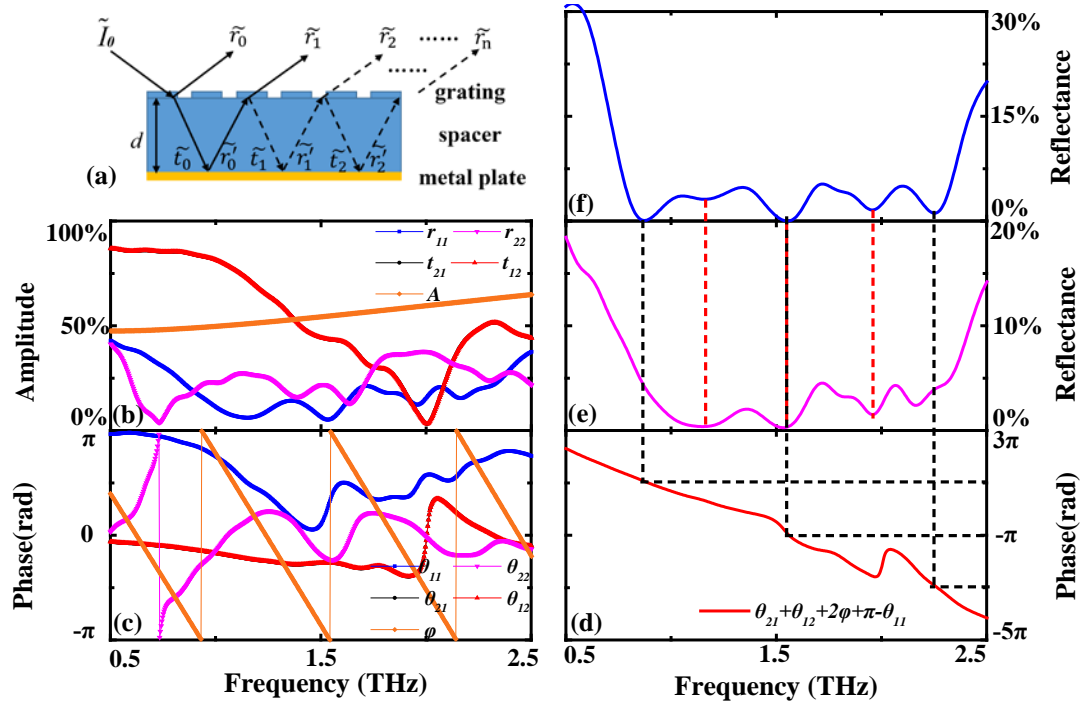 Ĩ₀ r̃₀ r̃₁ r̃₂ ······ r̃ₙ
······
grating
d
spacer
t̃₀ r̃₀′ t̃₁ r̃₁′ t̃₂ r̃₂′
(a)
metal plate
100%
50%
0%
Amplitude
r₁₁ r₂₂
t₂₁ t₁₂
A
(b)
π
0
-π
Phase(rad)
θ₁₁ θ₂₂
θ₂₁ θ₁₂
φ
(c)
0.5 1.5 2.5
Frequency (THz)
30%
15%
0%
Reflectance
(f)
20%
10%
0%
Reflectance
(e)
3π
-π
-5π
Phase(rad)
θ₂₁+θ₁₂+2φ+π-θ₁₁
(d)
0.5 1.5 2.5
Frequency (THz)